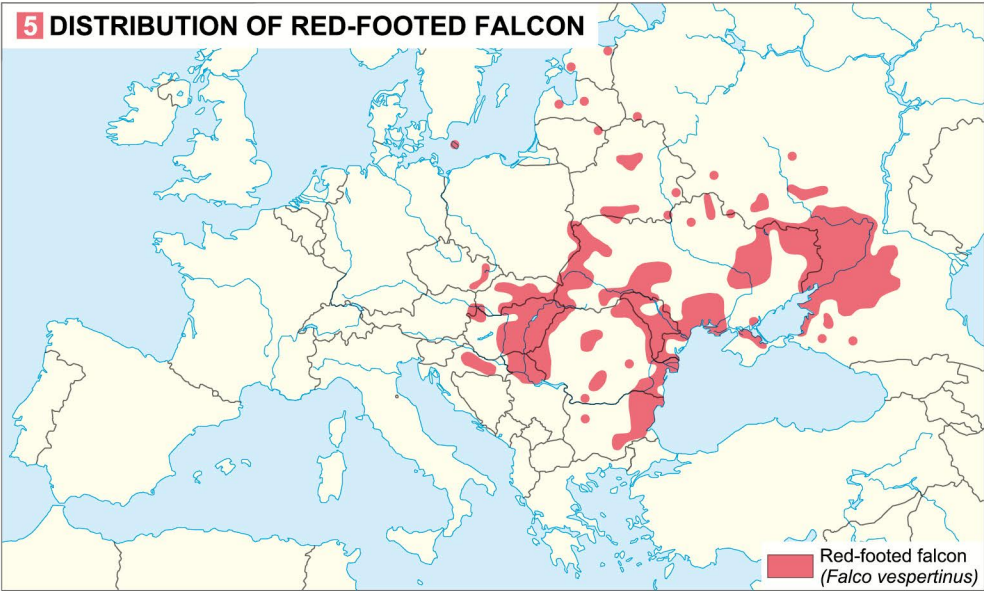 5 DISTRIBUTION OF RED-FOOTED FALCON
Red-footed falcon
(Falco vespertinus)